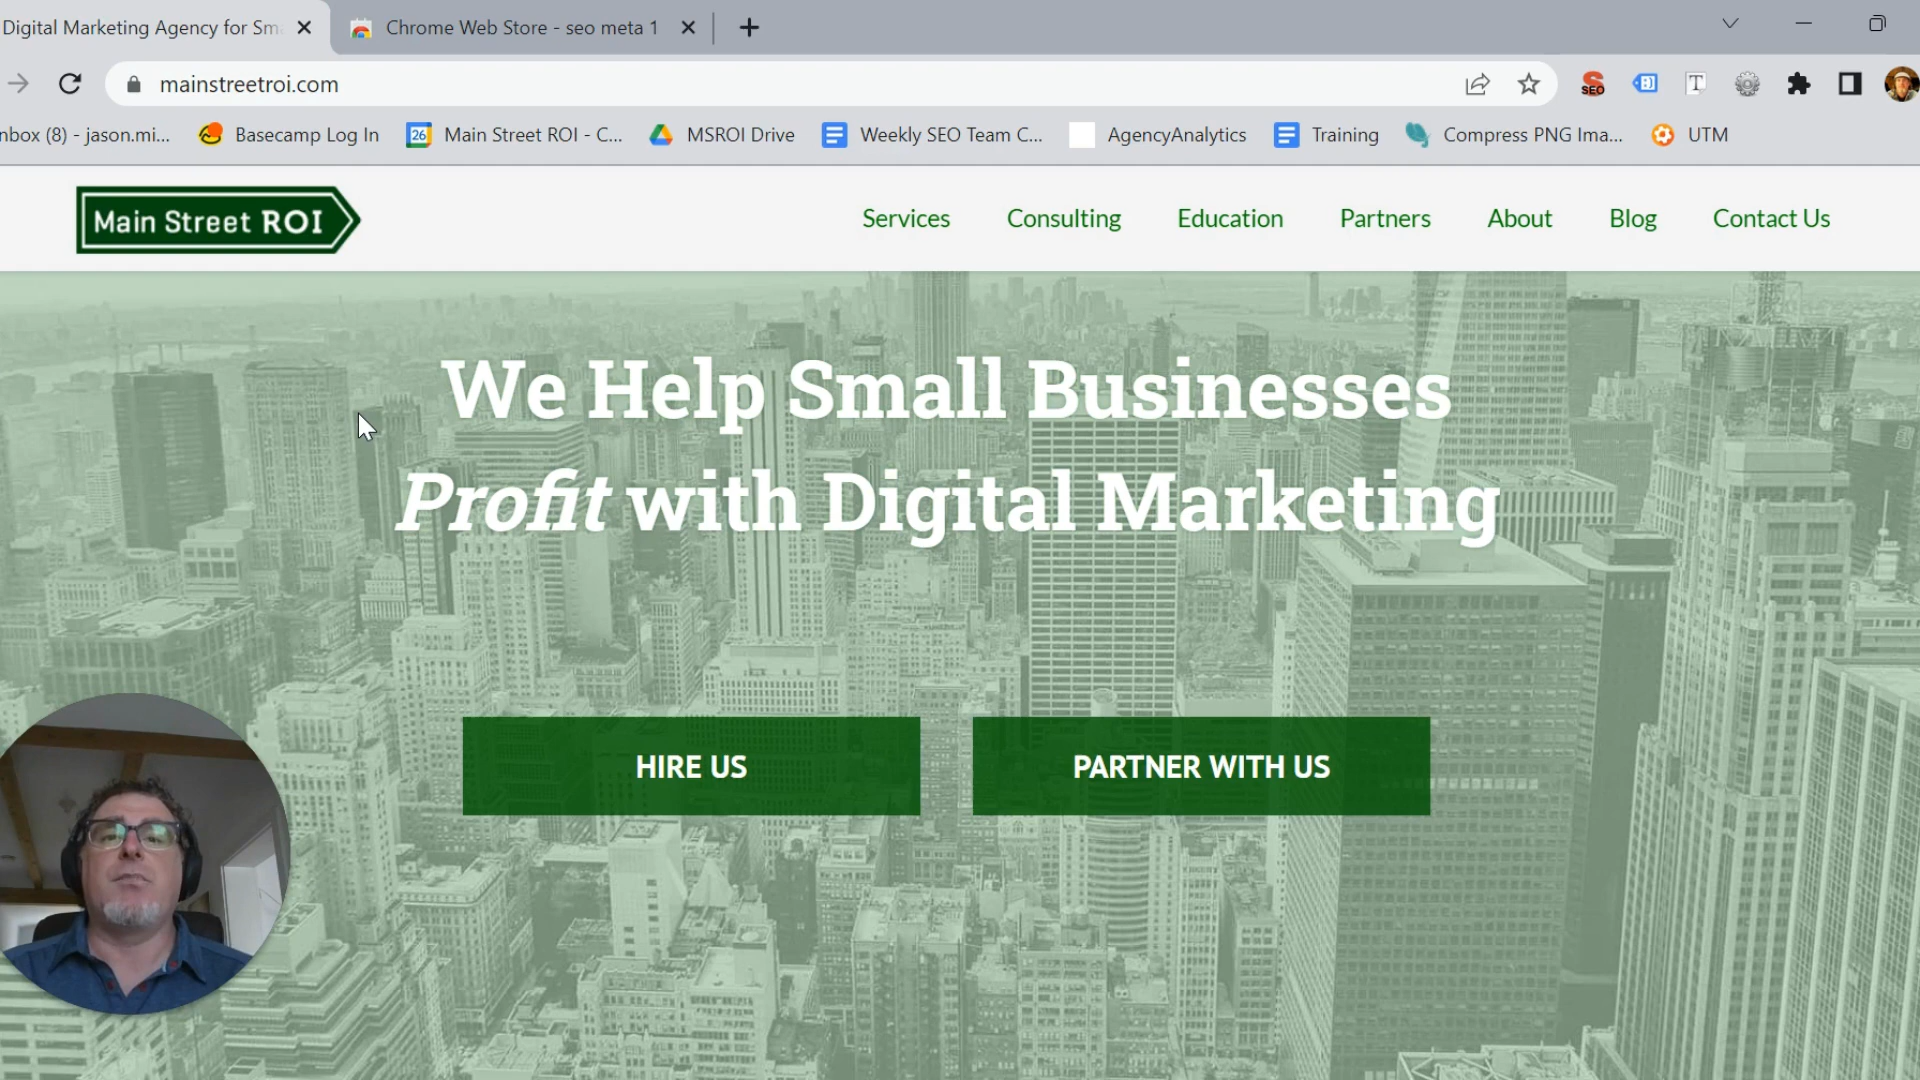 Digital Marketing Agency for Sm
Chrome Web Store - seo meta 1
mainstreetroi.com
SEO
T
nbox (8) - jason.mi...
Basecamp Log In
26
Main Street ROI - C...
MSROI Drive
Weekly SEO Team C...
AgencyAnalytics
Training
Compress PNG Ima...
UTM
Main Street ROI
Services
Consulting
Education
Partners
About
Blog
Contact Us
We Help Small Businesses
Profit with Digital Marketing
HIRE US
PARTNER WITH US